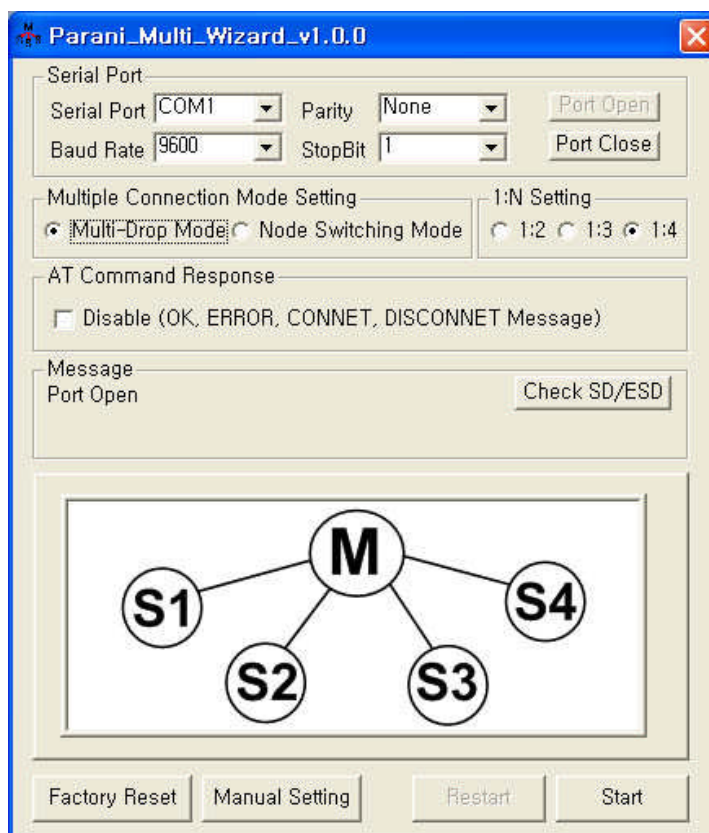 Parani_Multi_Wizard_v1.0.0
Serial Port
Serial Port COM1 Parity None Port Open
Baud Rate 9600 StopBit 1 Port Close
Multiple Connection Mode Setting 1:N Setting
Multi-Drop Mode Node Switching Mode 1:2 1:3 1:4
AT Command Response
Disable (OK, ERROR, CONNET, DISCONNET Message)
Message
Port Open Check SD/ESD
M
S1 S4
S2 S3
Factory Reset Manual Setting Restart Start